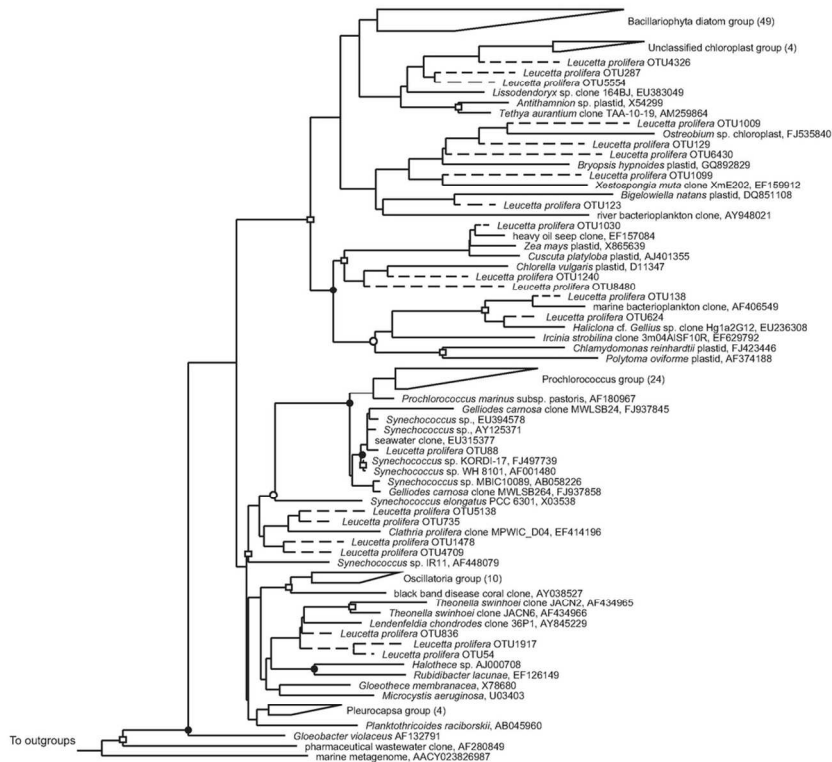 Bacillariophyta diatom group (49)
Unclassified chloroplast group (4)
Leucetta prolifera OTU4326
Leucetta prolifera OTU287
Leucetta prolifera OTU5554
Lissodendoryx sp. clone 164BJ, EU383049
Antithamnion sp. plastid, X54299
Tethya aurantium clone TAA-10-19, AM259864
Leucetta prolifera OTU1009
Ostreobium sp. chloroplast, FJ535840
Leucetta prolifera OTU129
Leucetta prolifera OTU6430
Bryopsis hypnoides plastid, GQ892829
Leucetta prolifera OTU1099
Xestospongia muta clone XmE202, EF159912
Bigelowiella natans plastid, DQ851108
Leucetta prolifera OTU123
river bacterioplankton clone, AY948021
Leucetta prolifera OTU1030
heavy oil seep clone, EF157084
Zea mays plastid, X865639
Cuscuta platyloba plastid, AJ401355
Chlorella vulgaris plastid, D11347
Leucetta prolifera OTU1240
Leucetta prolifera OTU8480
Leucetta prolifera OTU138
marine bacterioplankton clone, AF406549
Leucetta prolifera OTU624
Haliclona cf. Gellius sp. clone Hg1a2G12, EU236308
Ircinia strobilina clone 3m04AISF10R, EF629792
Chlamydomonas reinhardtii plastid, FJ423446
Polytoma oviforme plastid, AF374188
Prochlorococcus group (24)
Prochlorococcus marinus subsp. pastoris, AF180967
Gelliodes carnosa clone MWLSB24, FJ937845
Synechococcus sp., EU394578
Synechococcus sp., AY125371
seawater clone, EU315377
Leucetta prolifera OTU88
Synechococcus sp. KORDI-17, FJ497739
Synechococcus sp. WH 8101, AF001480
Synechococcus sp. MBIC10089, AB058226
Gelliodes carnosa clone MWLSB264, FJ937858
Synechococcus elongatus PCC 6301, X03538
Leucetta prolifera OTU5138
Leucetta prolifera OTU735
Clathria prolifera clone MPWIC_D04, EF414196
Leucetta prolifera OTU1478
Leucetta prolifera OTU4709
Synechococcus sp. IR11, AF448079
Oscillatoria group (10)
black band disease coral clone, AY038527
Theonella swinhoei clone JACN2, AF434965
Theonella swinhoei clone JACN6, AF434966
Lendenfeldia chondrodes clone 36P1, AY845229
Leucetta prolifera OTU836
Leucetta prolifera OTU1917
Leucetta prolifera OTU54
Halothece sp. AJ000708
Rubidibacter lacunae, EF126149
Gloeothece membranacea, X78680
Microcystis aeruginosa, U03403
Pleurocapsa group (4)
Planktothricoides raciborskii, AB045960
Gloeobacter violaceus AF132791
To outgroups
pharmaceutical wastewater clone, AF280849
marine metagenome, AACY023826987